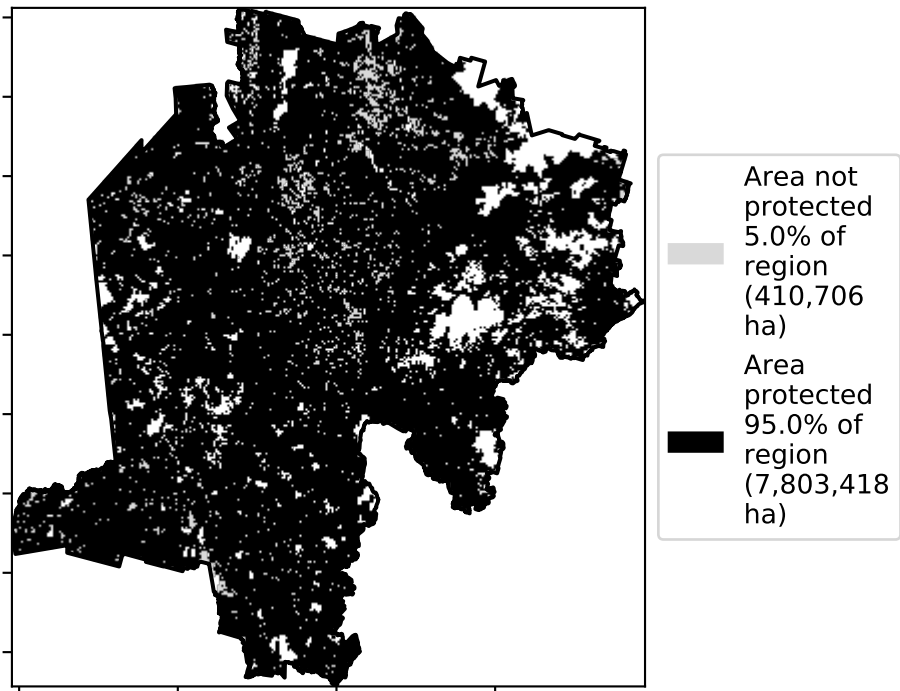 Area not
protected
5.0% of
region
(410,706
ha)
Area
protected
95.0% of
region
(7,803,418
ha)